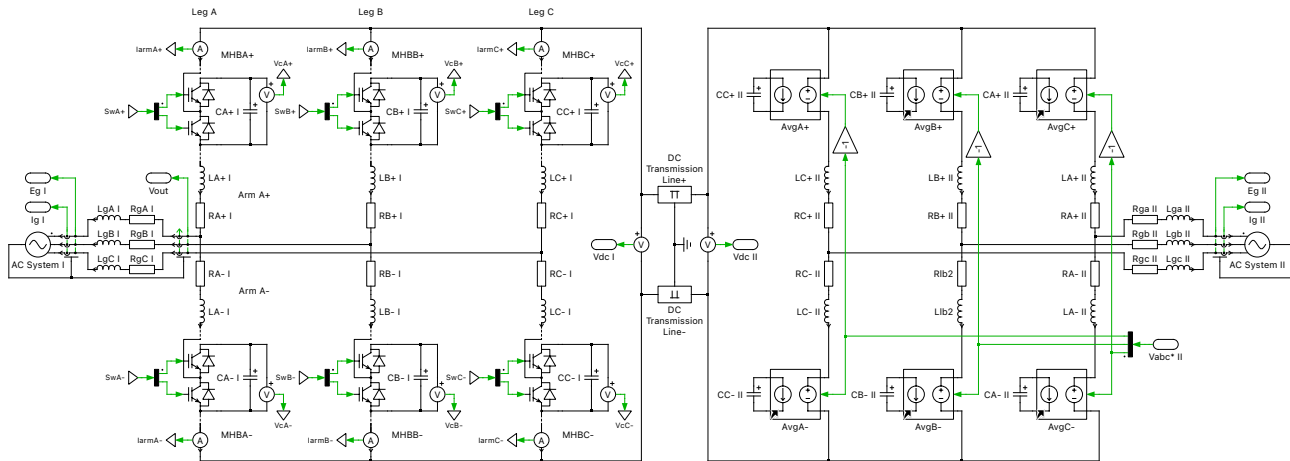 Leg A
Leg B
Leg C
IarmA+
A
MHBA+
IarmB+
A
MHBB+
IarmC+
A
MHBC+
VcA+
VcB+
VcC+
SwA+
CA+ I
V
SwB+
CB+ I
V
SwC+
CC+ I
V
CC+ II
AvgA+
CB+ II
AvgB+
CA+ II
AvgC+
-1
-1
-1
LA+ I
Arm A+
RA+ I
LB+ I
RB+ I
LC+ I
RC+ I
DC
Transmission
Line+
LC+ II
RC+ II
LB+ II
RB+ II
LA+ II
RA+ II
Eg I
Vout
Ig I
LgA I
RgA I
LgB I
RgB I
LgC I
RgC I
AC System I
Vdc I
V
V
Vdc II
Eg II
Ig II
Rga II
Lga II
Rgb II
Lgb II
Rgc II
Lgc II
AC System II
RA- I
Arm A-
LA- I
RB- I
LB- I
RC- I
LC- I
DC
Transmission
Line-
RC- II
LC- II
RIb2
LIb2
RA- II
LA- II
Vabc* II
SwA-
CA- I
V
SwB-
CB- I
V
SwC-
CC- I
V
VcA-
VcB-
VcC-
IarmA-
A
MHBA-
IarmB-
A
MHBB-
IarmC-
A
MHBC-
CC- II
AvgA-
CB- II
AvgB-
CA- II
AvgC-